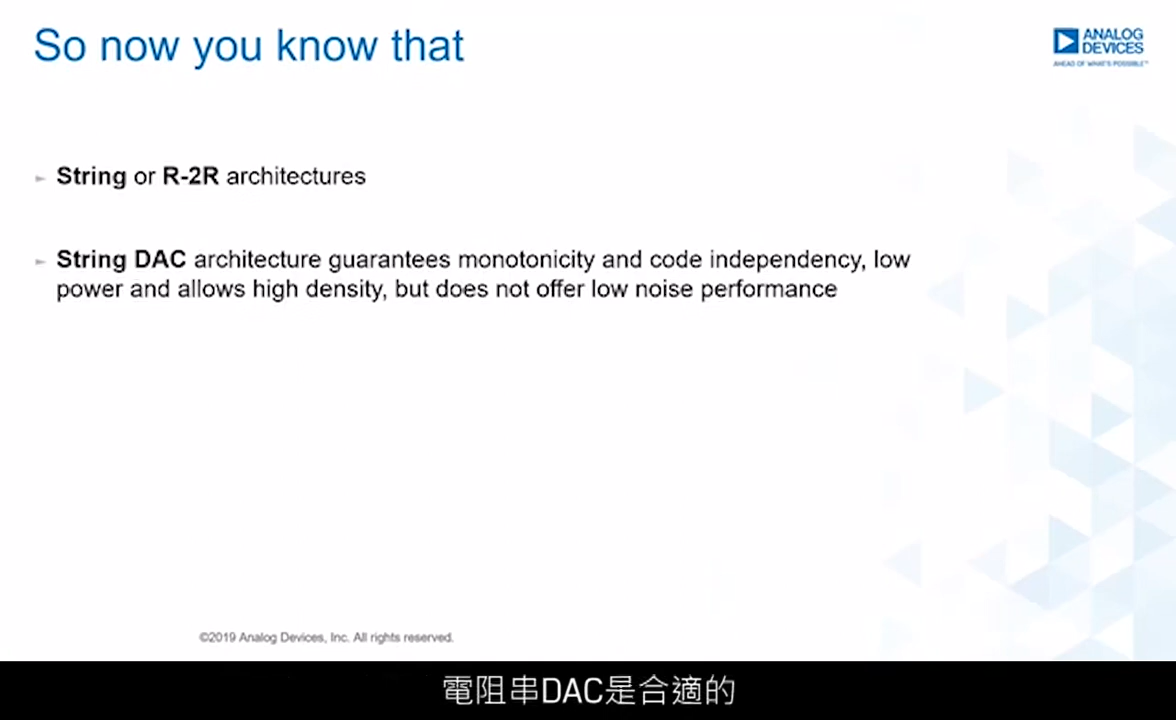 So now you know that
ANALOG
DEVICES
AHEAD OF WHAT'S POSSIBLE™
► String or R-2R architectures
► String DAC architecture guarantees monotonicity and code independency, low
power and allows high density, but does not offer low noise performance
©2019 Analog Devices, Inc. All rights reserved.
電阻串DAC是合適的